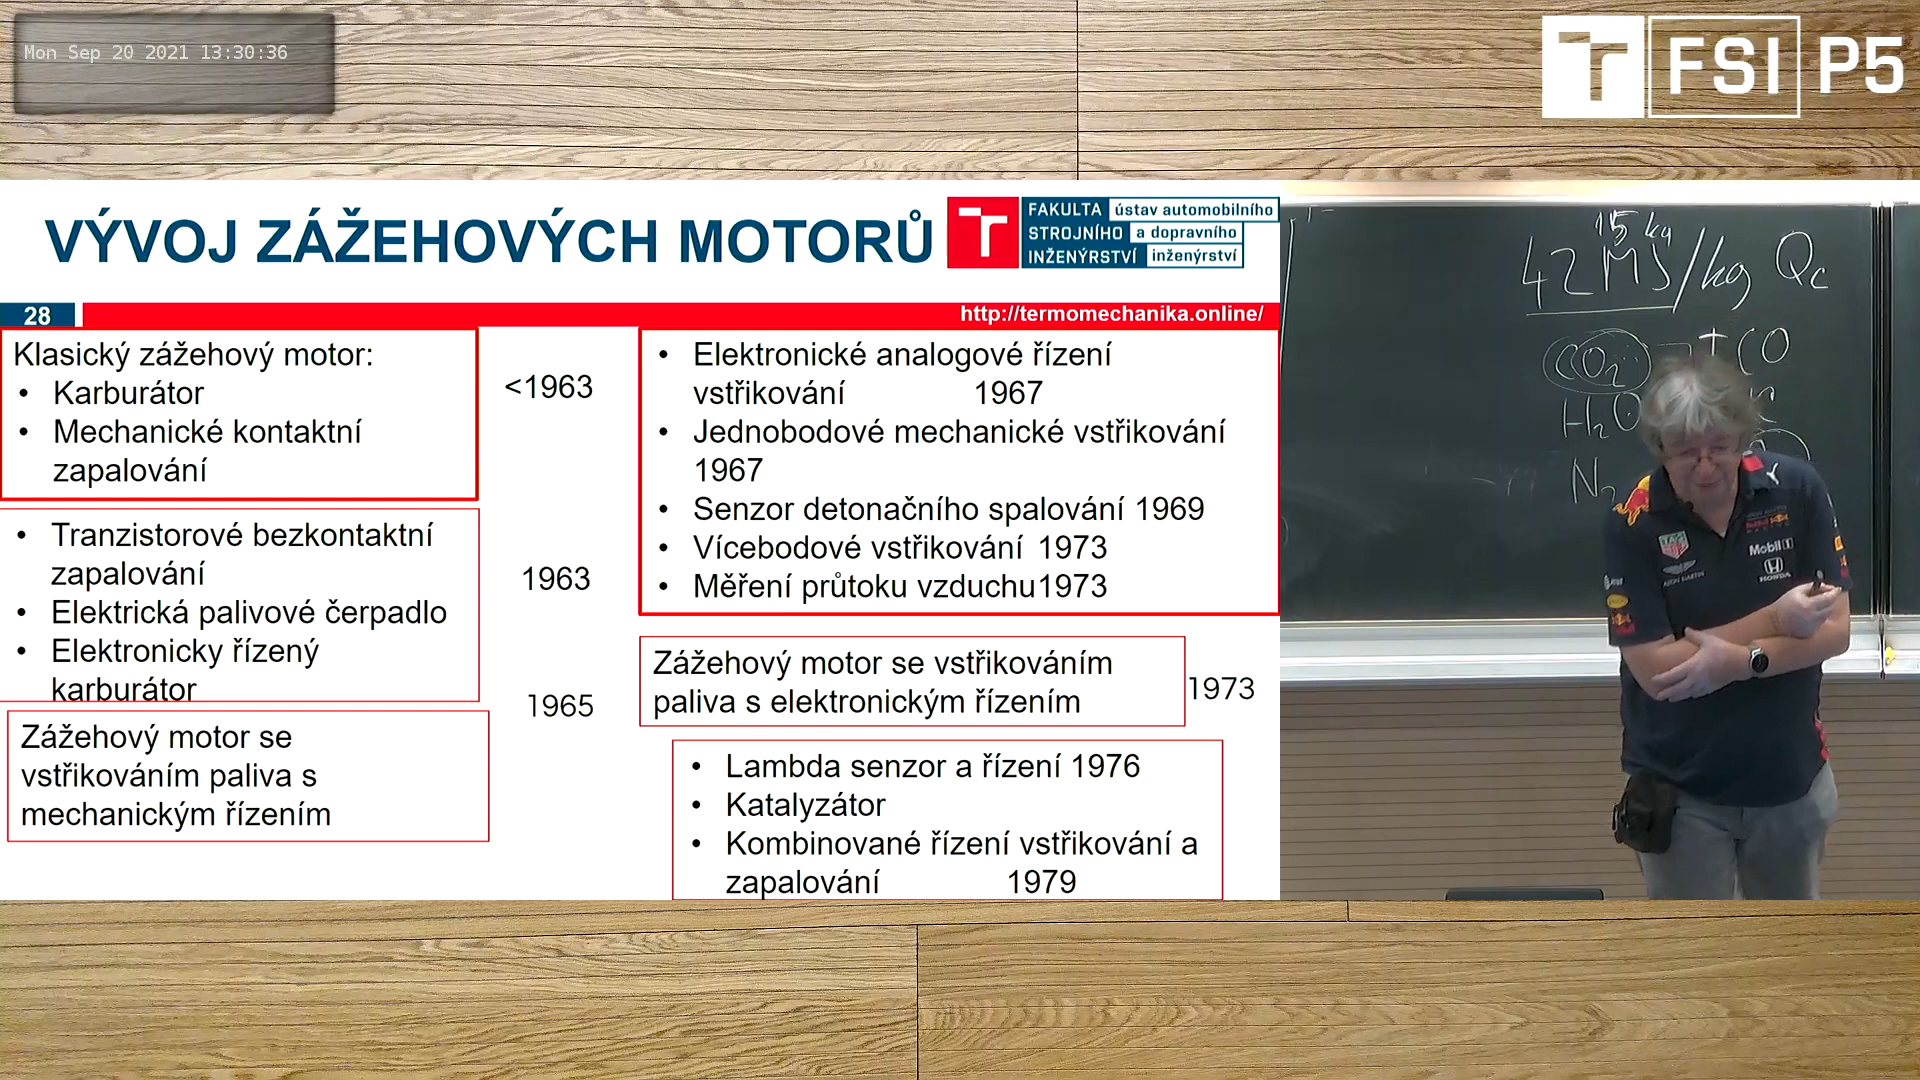 Mon Sep 20 2021 13:30:36
FSI P5
VÝVOJ ZÁŽEHOVÝCH MOTORŮ
FAKULTA ústav automobilního
STROJNÍHO a dopravního
INŽENÝRSTVÍ inženýrství
28
http://termomechanika.online/
Klasický zážehový motor:
• Karburátor
• Mechanické kontaktní
zapalování
<1963
• Tranzistorové bezkontaktní
zapalování
• Elektrická palivové čerpadlo
• Elektronicky řízený
karburátor
1963
1965
Zážehový motor se
vstřikováním paliva s
mechanickým řízením
• Elektronické analogové řízení
vstřikování 1967
• Jednobodové mechanické vstřikování
1967
• Senzor detonačního spalování 1969
• Vícebodové vstřikování 1973
• Měření průtoku vzduchu1973
Zážehový motor se vstřikováním
paliva s elektronickým řízením
1973
• Lambda senzor a řízení 1976
• Katalyzátor
• Kombinované řízení vstřikování a
zapalování 1979
15 kg
42 MJ/kg Qc
CO2 CO
H2O
N2
Mobil 1
ASTON MARTIN
HONDA